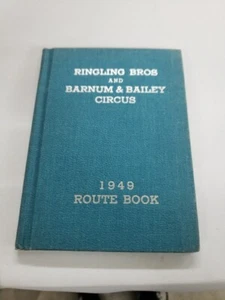 RINGLING BROS
AND
BARNUM & BAILEY
CIRCUS
1949
ROUTE BOOK